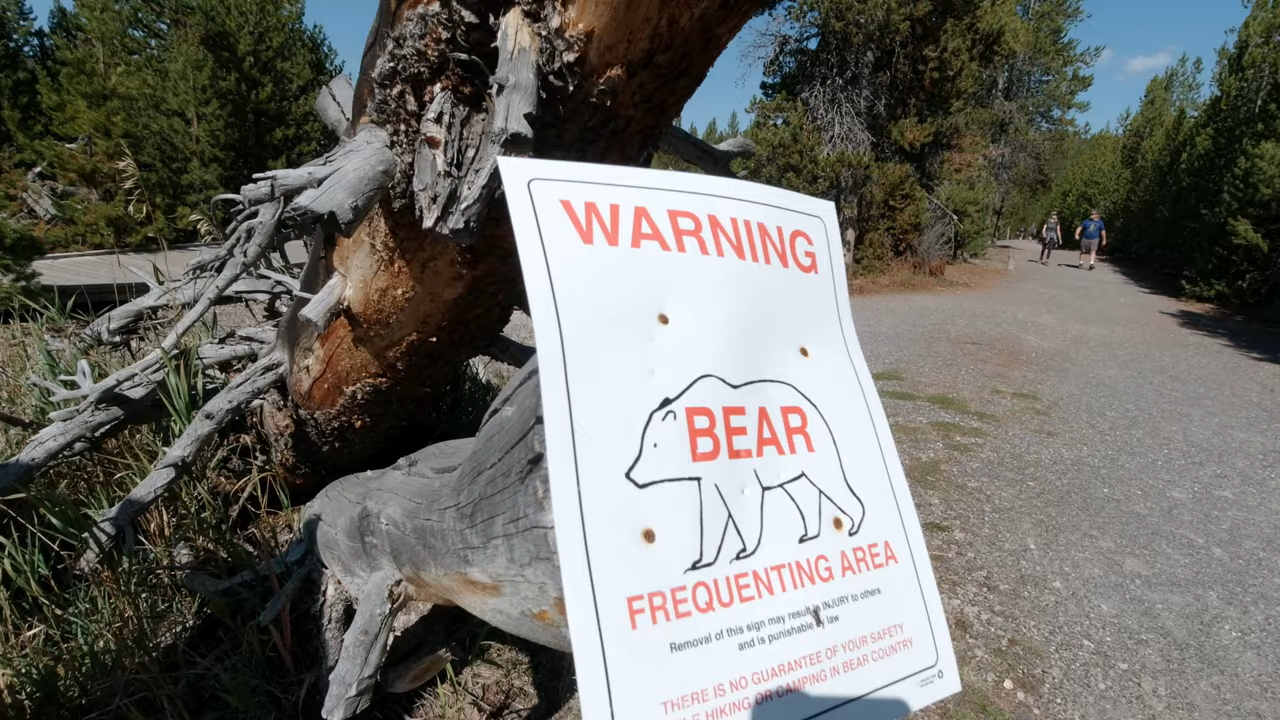 WARNING
BEAR
FREQUENTING AREA
Removal of this sign may result in INJURY to others
and is punishable by law
THERE IS NO GUARANTEE OF YOUR SAFETY
HIKING OR CAMPING IN BEAR COUNTRY